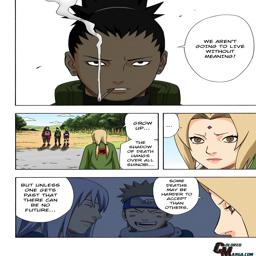 WE AREN'T
GOING TO LIVE
WITHOUT
MEANING!
GROW
UP...
THE
SHADOW
OF DEATH
HANGS
OVER ALL
SHINOBI...
BUT UNLESS
ONE GETS
PAST THAT
THERE CAN
BE NO
FUTURE...
SOME
DEATHS MAY
BE
HARDER TO
ACCEPT
THAN
OTHERS.
COLORED
MANGA.COM